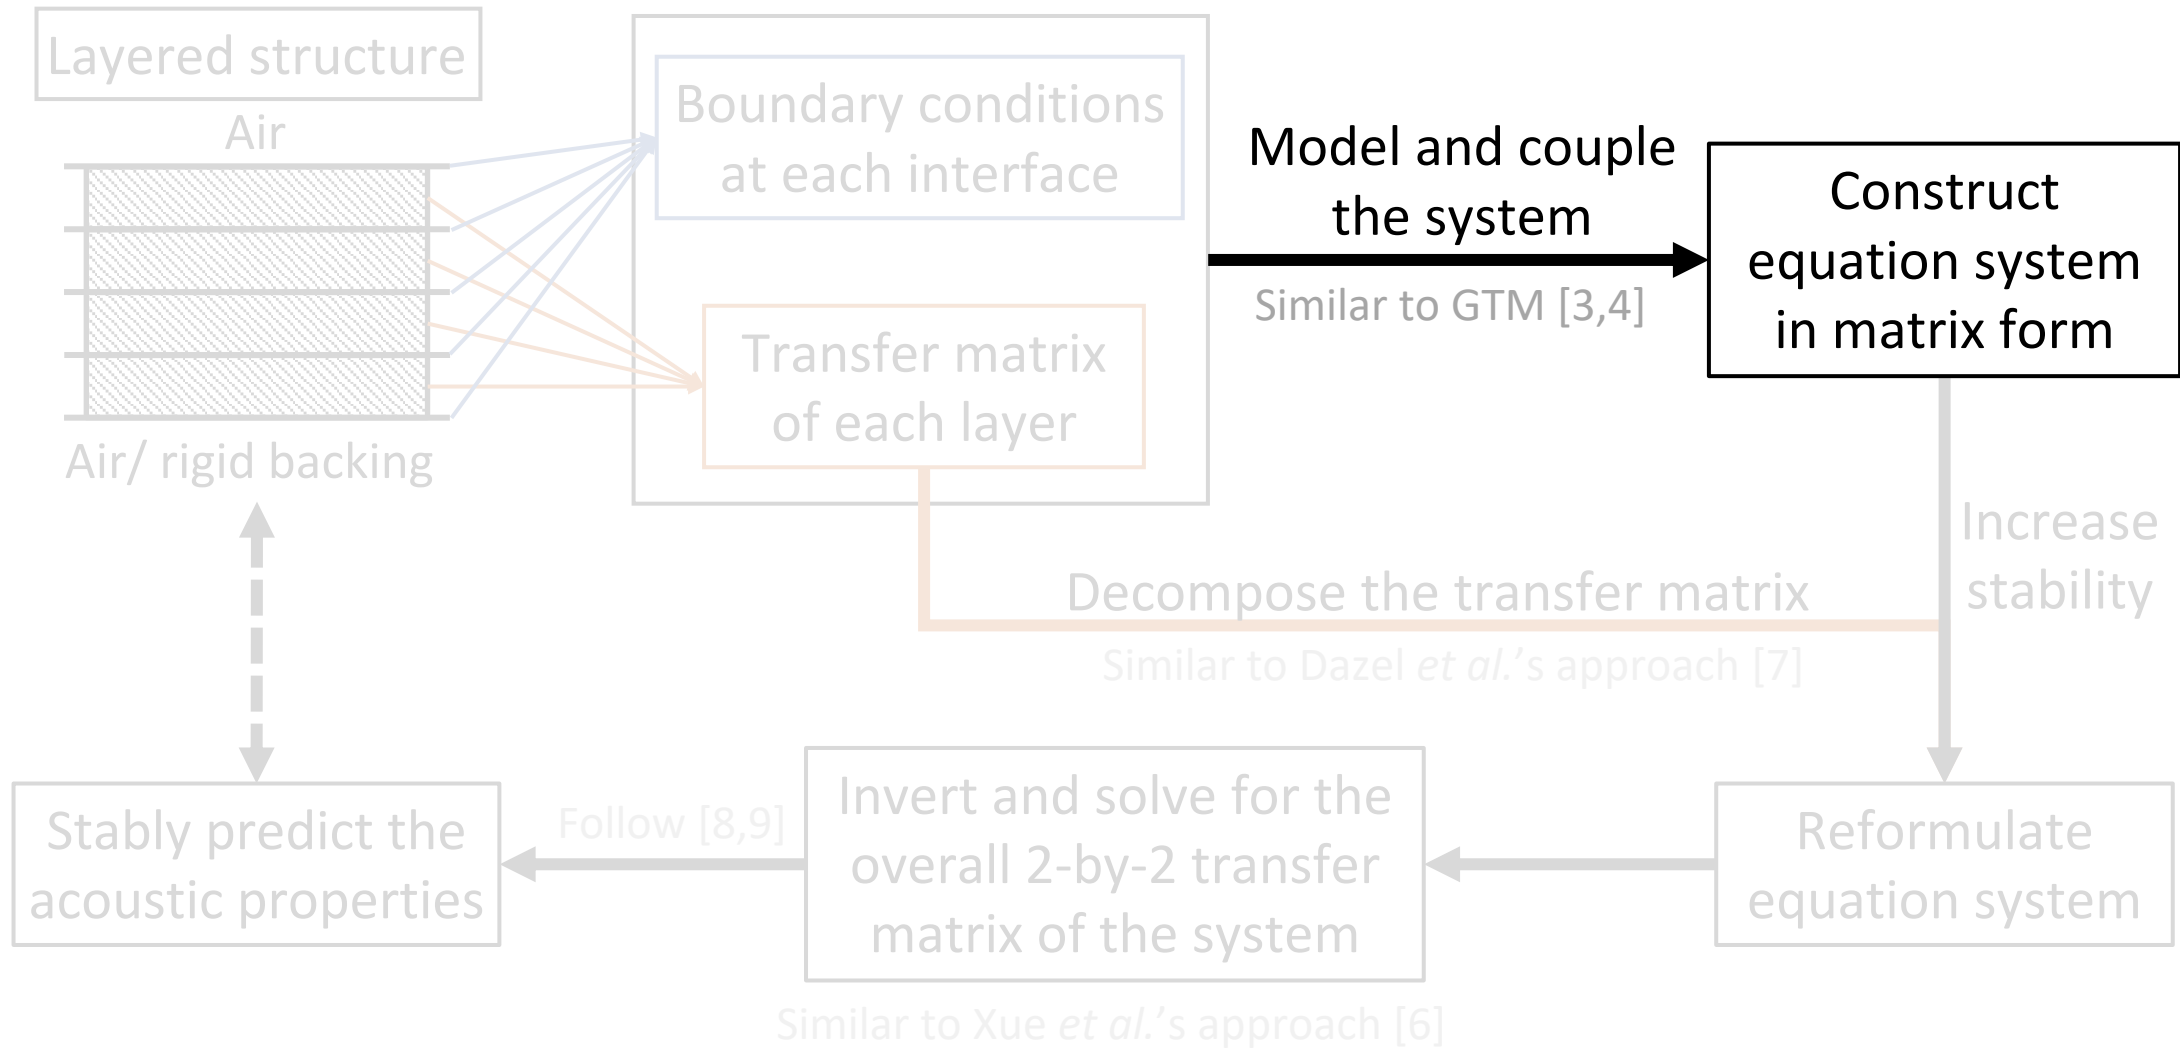 Layered structure
Air
Air/ rigid backing
Boundary conditions
at each interface
Transfer matrix
of each layer
Model and couple
the system
Similar to GTM [3,4]
Construct
equation system
in matrix form
Increase
stability
Decompose the transfer matrix
Similar to Dazel et al.’s approach [7]
Reformulate
equation system
Invert and solve for the
overall 2-by-2 transfer
matrix of the system
Similar to Xue et al.’s approach [6]
Follow [8,9]
Stably predict the
acoustic properties